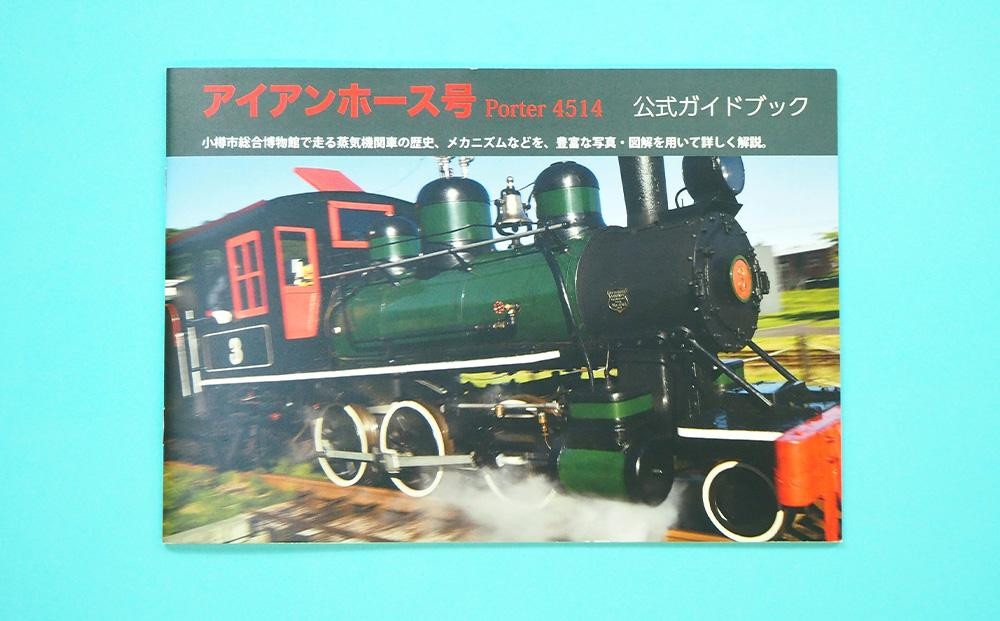 アイアンホース号 Porter 4514 公式ガイドブック
小樽市総合博物館で走る蒸気機関車の歴史、メカニズムなどを、豊富な写真・図解を用いて詳しく解説。
3